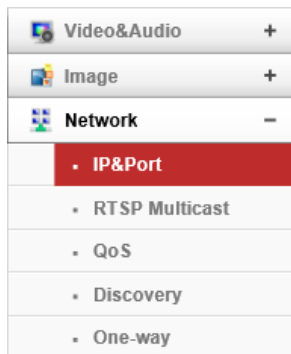 Video&Audio +
Image +
Network −
IP&Port
RTSP Multicast
QoS
Discovery
One-way